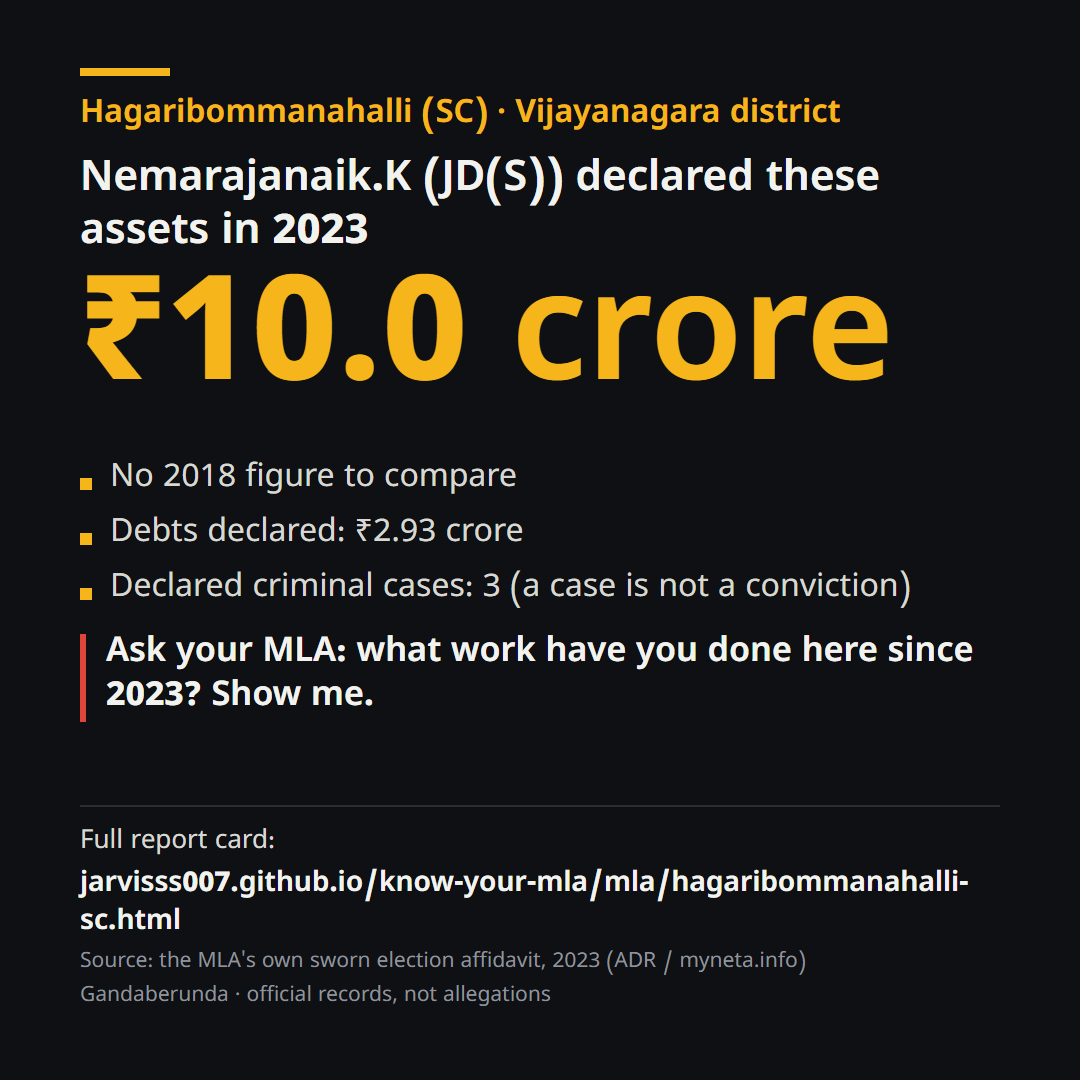 Hagaribommanahalli (SC) · Vijayanagara district
Nemarajanaik.K (JD(S)) declared these
assets in 2023
₹10.0 crore
No 2018 figure to compare
Debts declared: ₹2.93 crore
Declared criminal cases: 3 (a case is not a conviction)
Ask your MLA: what work have you done here since
2023? Show me.
Full report card:
jarvisss007.github.io/know-your-mla/mla/hagaribommanahalli-
sc.html
Source: the MLA's own sworn election affidavit, 2023 (ADR / myneta.info)
Gandaberunda · official records, not allegations